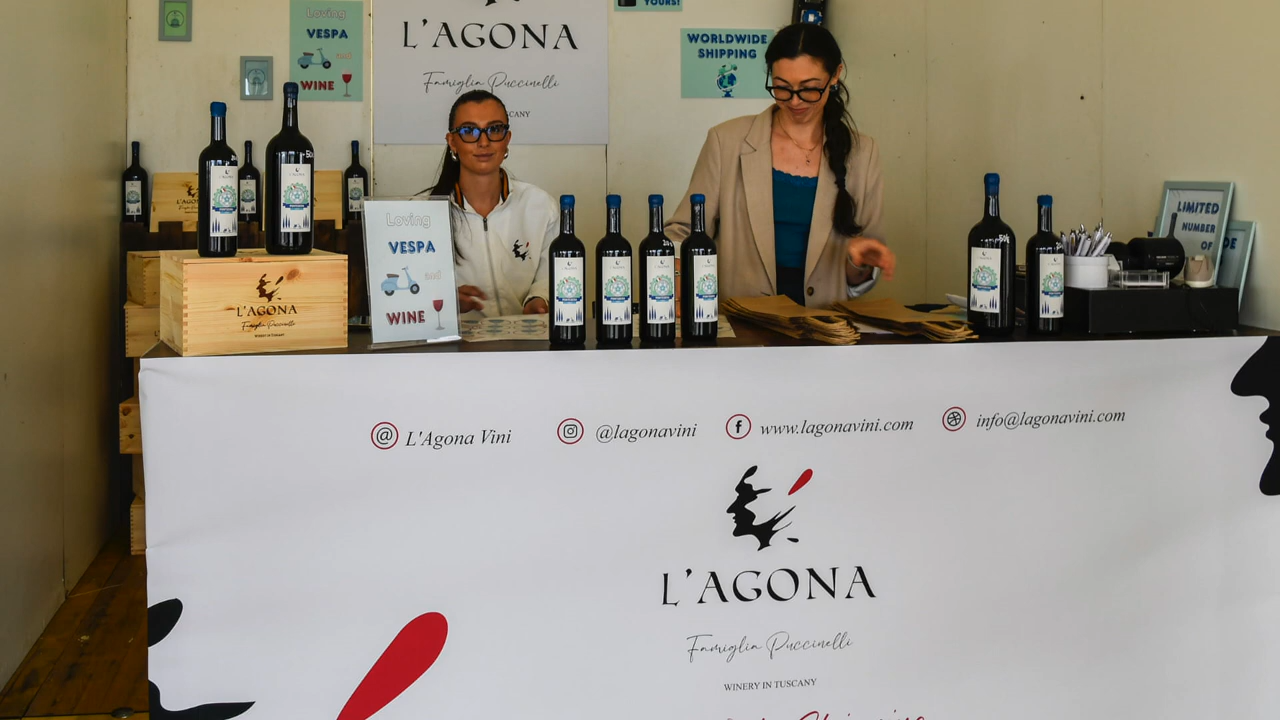 Loving
VESPA
and
WINE
L'AGONA
Famiglia Puccinelli
YOURS!
WORLDWIDE
SHIPPING
L'AGONA
Famiglia Puccinelli
WINERY IN TUSCANY
Loving
VESPA
and
WINE
LIMITED
NUMBER
OF
@ L'Agona Vini
@lagonavini
f www.lagonavini.com
info@lagonavini.com
L'AGONA
Famiglia Puccinelli
WINERY IN TUSCANY